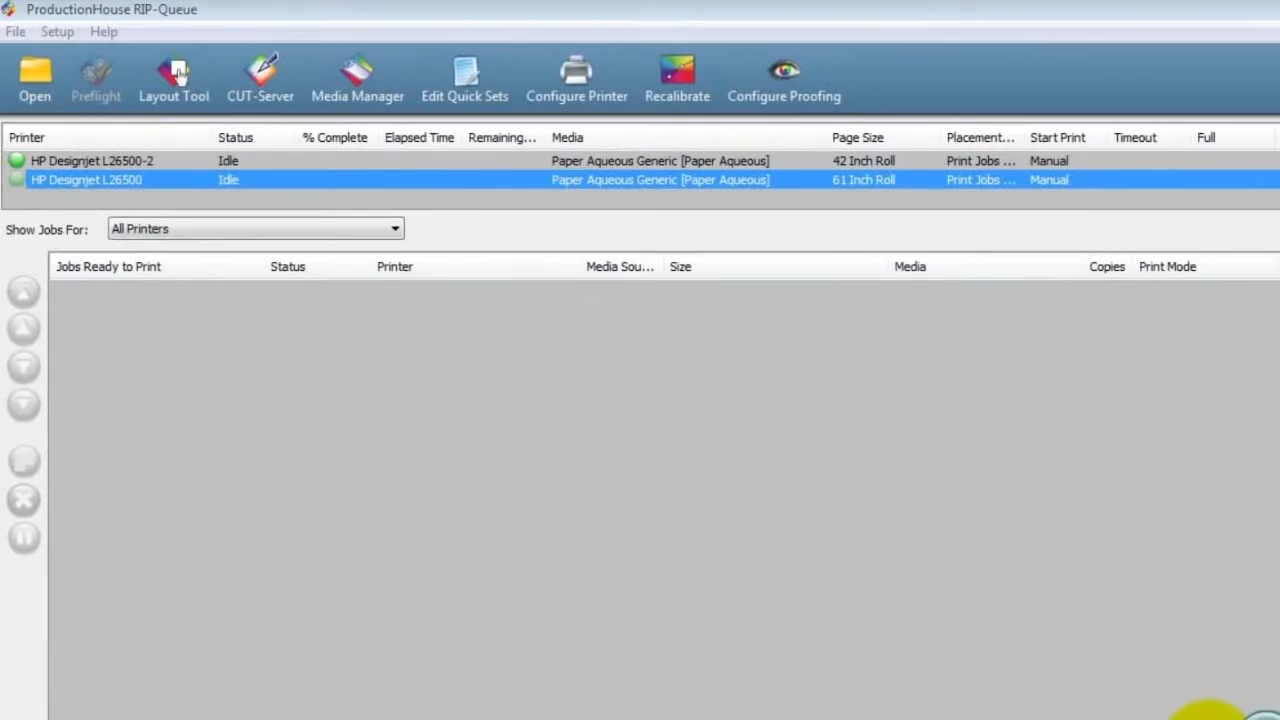 ProductionHouse RIP-Queue
File Setup Help
Open Preflight Layout Tool CUT-Server Media Manager Edit Quick Sets Configure Printer Recalibrate Configure Proofing
Printer Status % Complete Elapsed Time Remaining... Media Page Size Placement... Start Print Timeout Full
HP Designjet L26500-2 Idle Paper Aqueous Generic [Paper Aqueous] 42 Inch Roll Print Jobs ... Manual
HP Designjet L26500 Idle Paper Aqueous Generic [Paper Aqueous] 61 Inch Roll Print Jobs ... Manual
Show Jobs For: All Printers
Jobs Ready to Print Status Printer Media Sou... Size Media Copies Print Mode